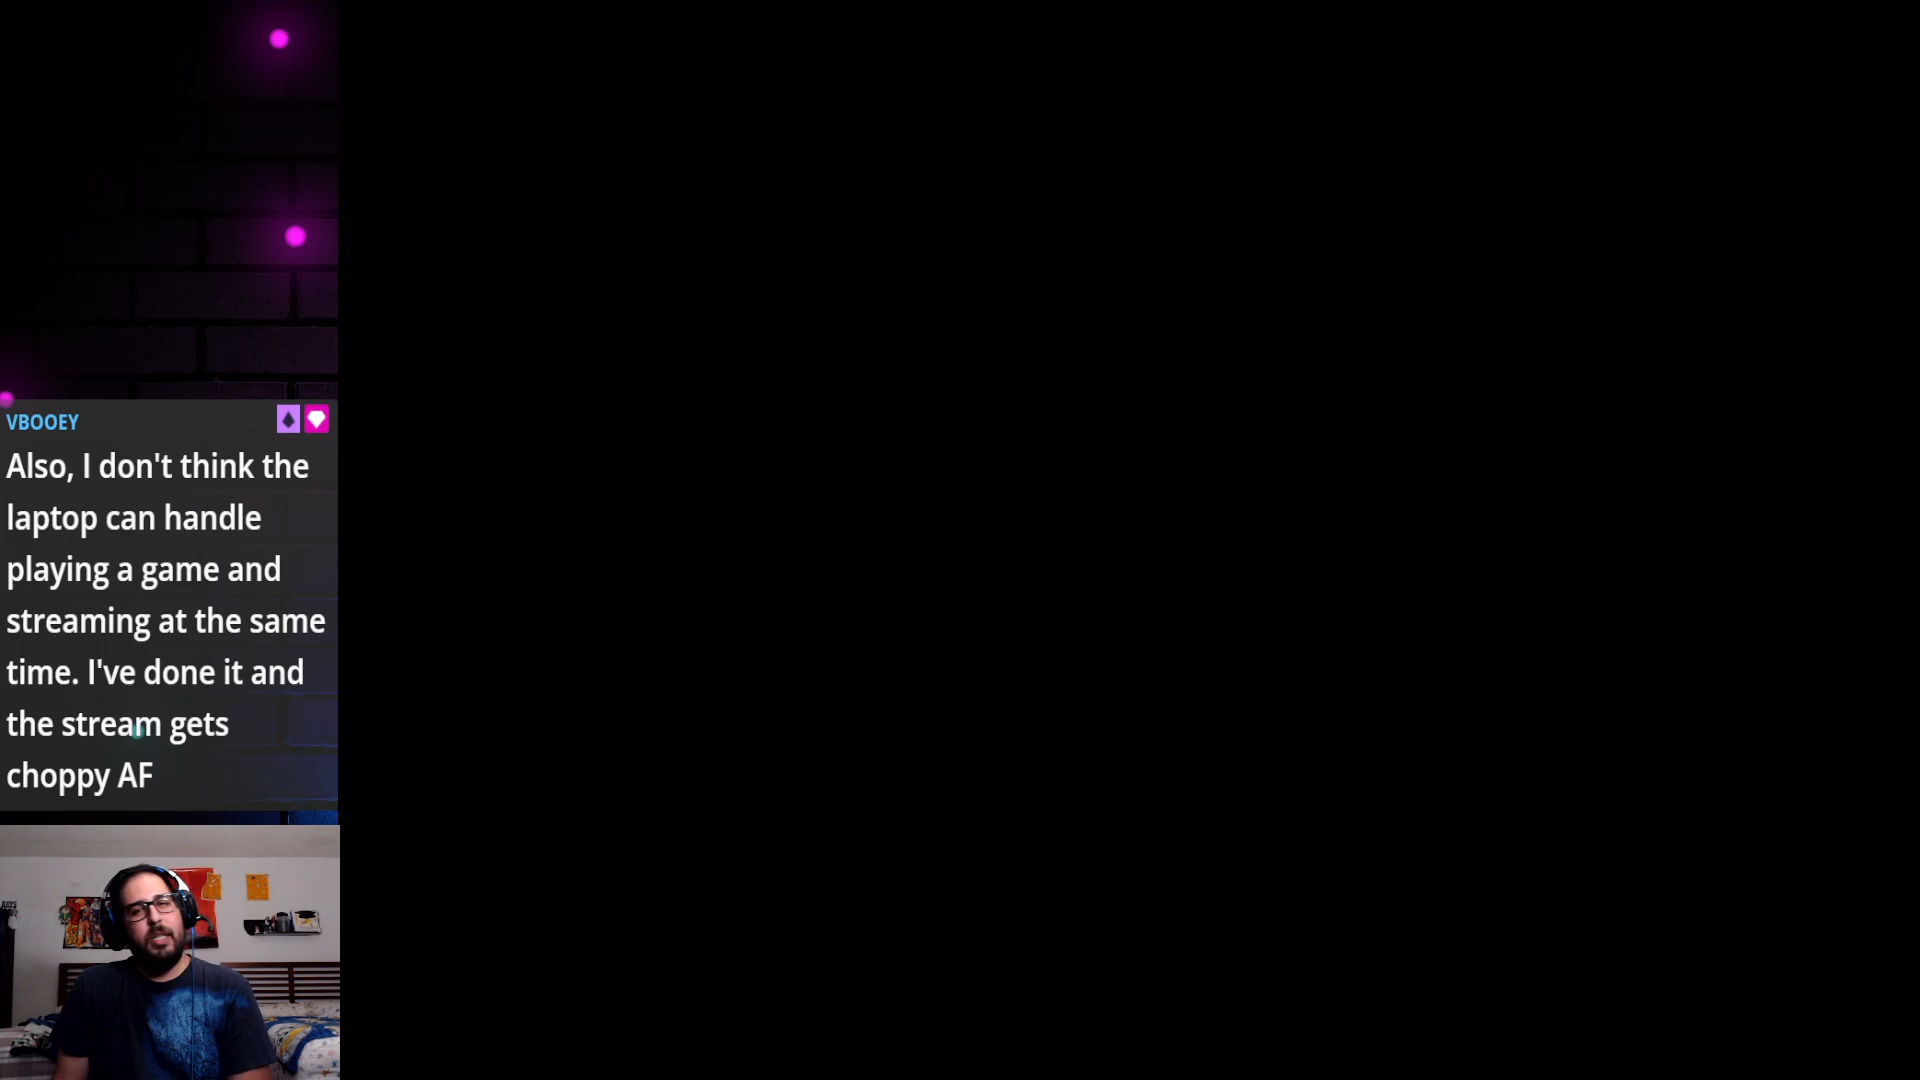 VBOOEY
Also, I don't think the
laptop can handle
playing a game and
streaming at the same
time. I've done it and
the stream gets
choppy AF